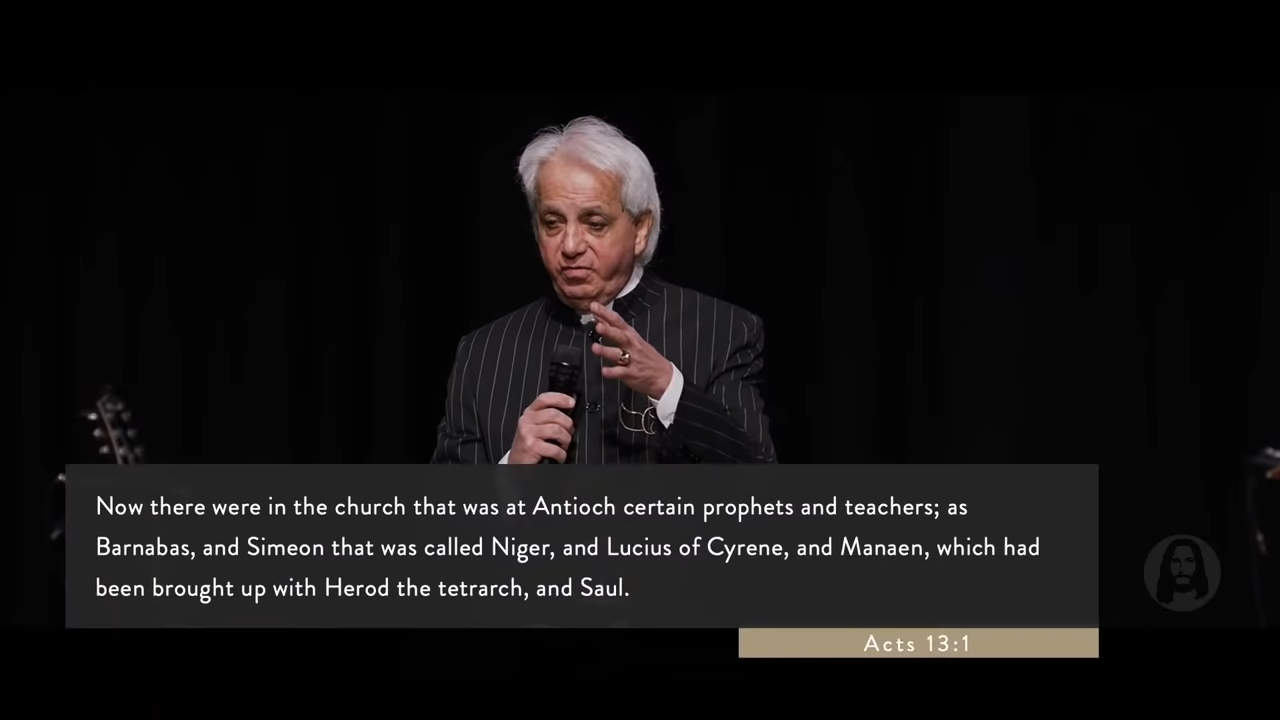 Now there were in the church that was at Antioch certain prophets and teachers; as
Barnabas, and Simeon that was called Niger, and Lucius of Cyrene, and Manaen, which had
been brought up with Herod the tetrarch, and Saul.
Acts 13:1